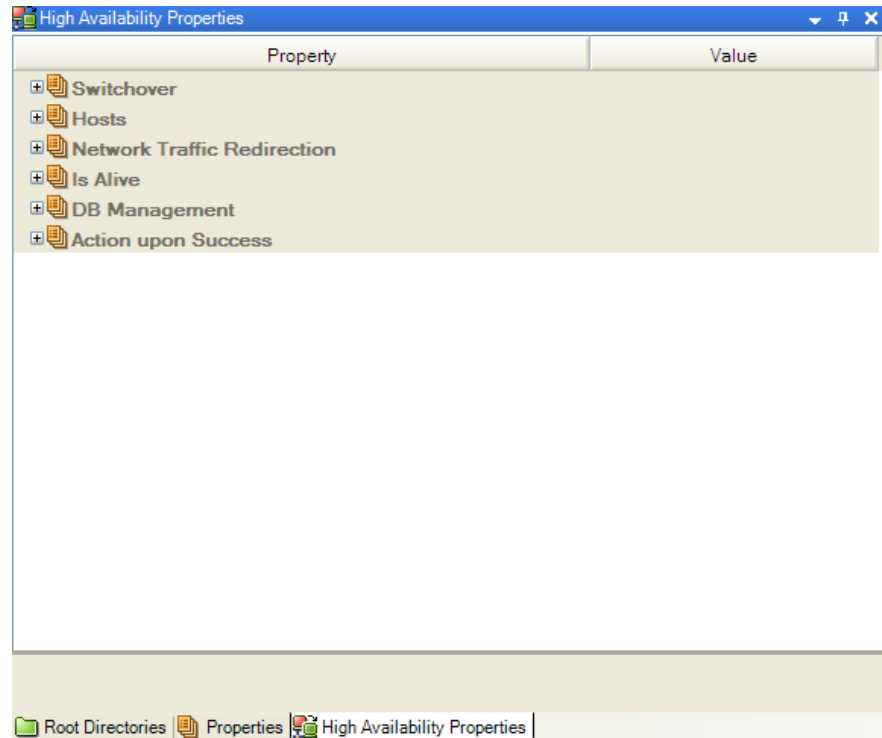 High Availability Properties
Property Value
Switchover
Hosts
Network Traffic Redirection
Is Alive
DB Management
Action upon Success
Root Directories Properties High Availability Properties